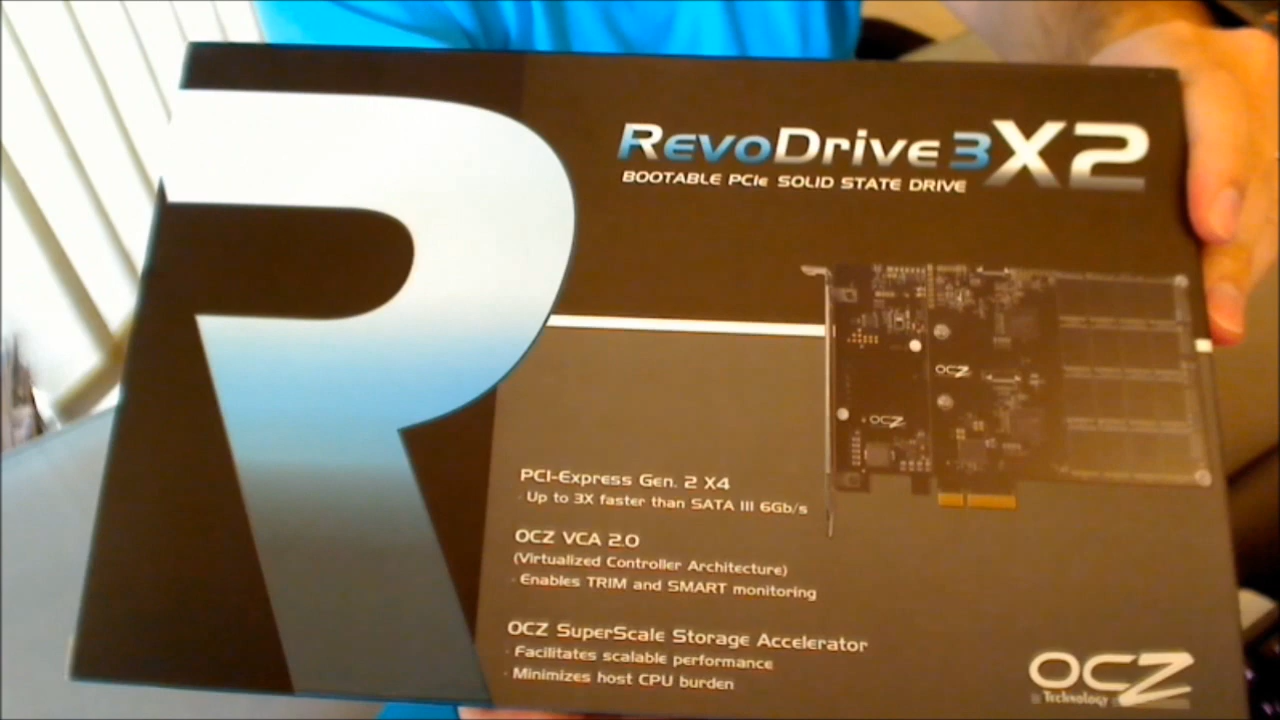 RevoDrive 3 X2
BOOTABLE PCIe SOLID STATE DRIVE
OCZ
OCZ
PCI-Express Gen. 2 X4
· Up to 3X faster than SATA III 6Gb/s
OCZ VCA 2.0
(Virtualized Controller Architecture)
· Enables TRIM and SMART monitoring
OCZ SuperScale Storage Accelerator
· Facilitates scalable performance
· Minimizes host CPU burden
R
OCZ
Technology